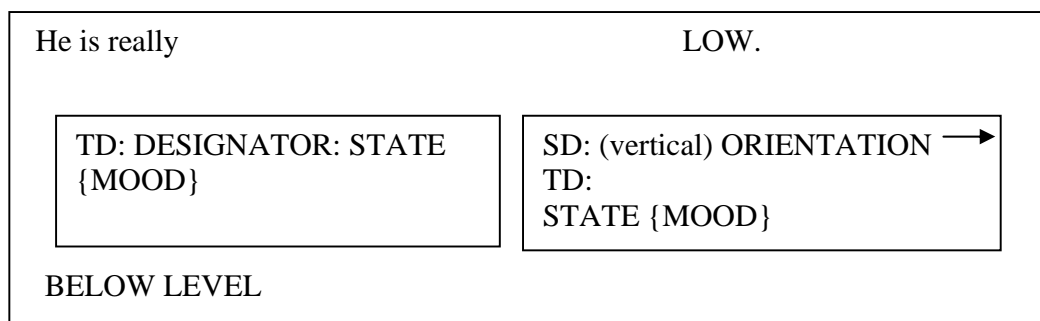 He is really LOW.
TD: DESIGNATOR: STATE
{MOOD}
SD: (vertical) ORIENTATION
TD:
STATE {MOOD}
BELOW LEVEL